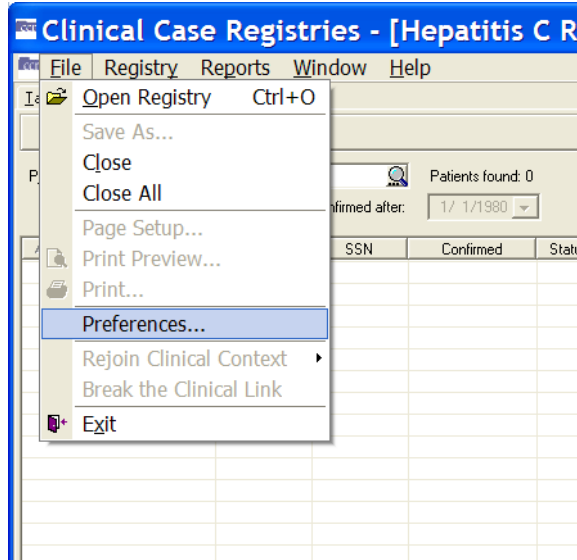 Clinical Case Registries - [Hepatitis C R
File Registry Reports Window Help
Ta
Open Registry Ctrl+O
Save As...
Close
P Patients found: 0
Close All
nfirmed after: 1/ 1/1980
Page Setup...
SSN Confirmed Statu
Print Preview...
Print...
Preferences...
Rejoin Clinical Context
Break the Clinical Link
Exit